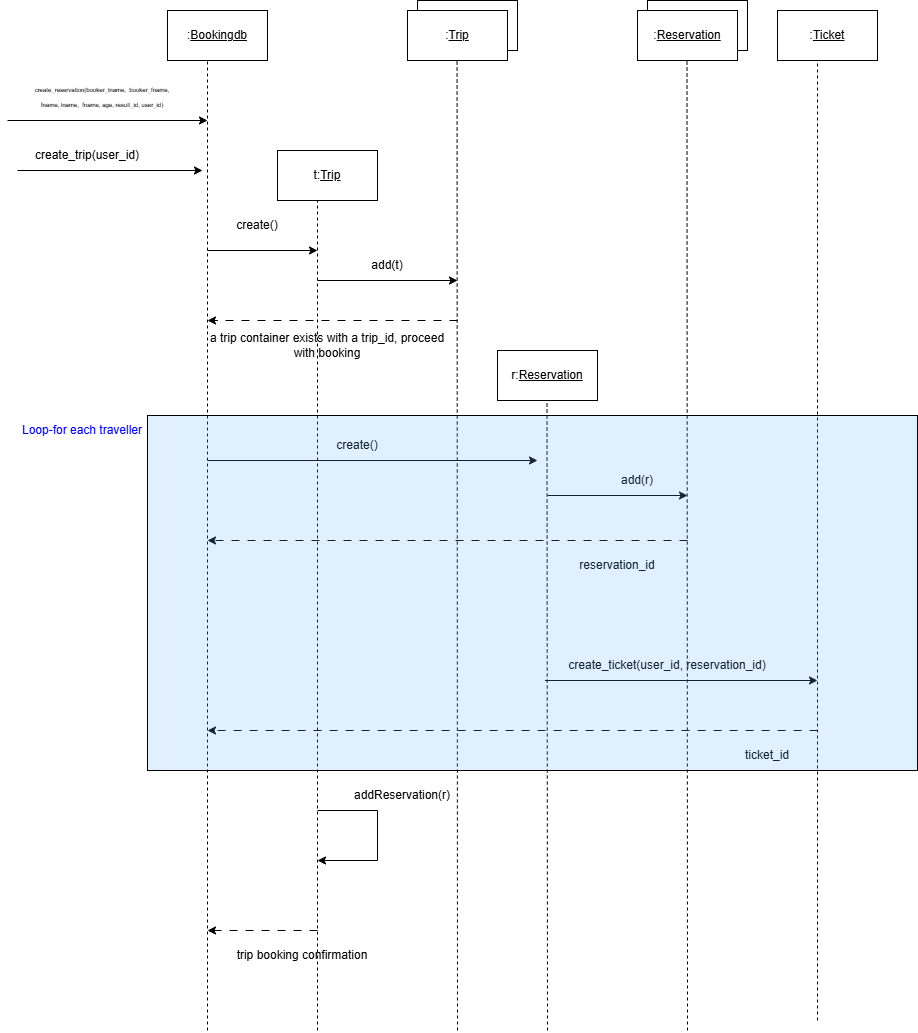 :Bookingdb
:Trip
:Reservation
:Ticket
create_reservation(booker_lname, booker_fname,
fname, lname, fname, age, result_id, user_id)
create_trip(user_id)
t:Trip
create()
add(t)
a trip container exists with a trip_id, proceed
with booking
r:Reservation
Loop-for each traveller
create()
add(r)
reservation_id
create_ticket(user_id, reservation_id)
ticket_id
addReservation(r)
trip booking confirmation